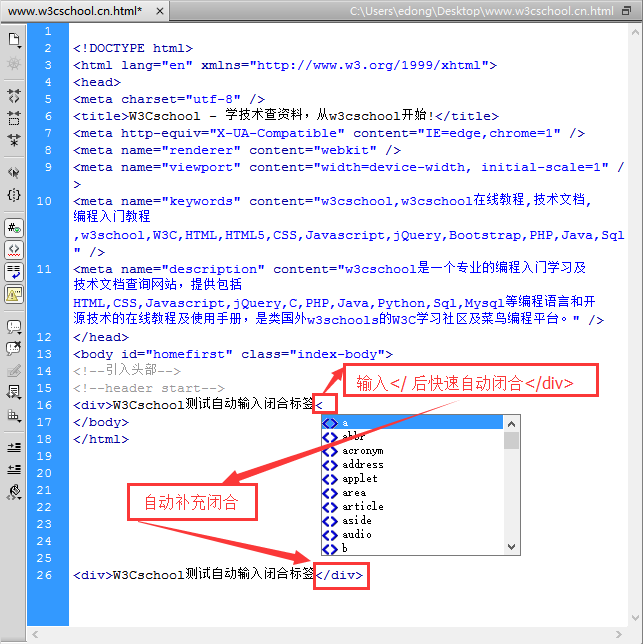 www.w3cschool.cn.html* ×
C:\Users\edong\Desktop\www.w3cschool.cn.html
1
2 <!DOCTYPE html>
3 <html lang="en" xmlns="http://www.w3.org/1999/xhtml">
4 <head>
5 <meta charset="utf-8" />
6 <title>W3Cschool - 学技术查资料，从w3cschool开始!</title>
7 <meta http-equiv="X-UA-Compatible" content="IE=edge,chrome=1" />
8 <meta name="renderer" content="webkit" />
9 <meta name="viewport" content="width=device-width, initial-scale=1" /
>
10 <meta name="keywords" content="w3cschool,w3cschool在线教程,技术文档,
编程入门教程
,w3school,W3C,HTML,HTML5,CSS,Javascript,jQuery,Bootstrap,PHP,Java,Sql
" />
11 <meta name="description" content="w3cschool是一个专业的编程入门学习及
技术文档查询网站，提供包括
HTML,CSS,Javascript,jQuery,C,PHP,Java,Python,Sql,Mysql等编程语言和开
源技术的在线教程及使用手册，是类国外w3schools的W3C学习社区及菜鸟编程平台。" />
12 </head>
13 <body id="homefirst" class="index-body">
14 <!--引入头部-->
15 <!--header start-->
输入</ 后快速自动闭合</div>
16 <div>W3Cschool测试自动输入闭合标签<
17 </body>
18 </html>
19
20
21
22
23
24
25
<> a
<> abbr
<> acronym
<> address
<> applet
<> area
<> article
<> aside
<> audio
<> b
自动补充闭合
26 <div>W3Cschool测试自动输入闭合标签</div>